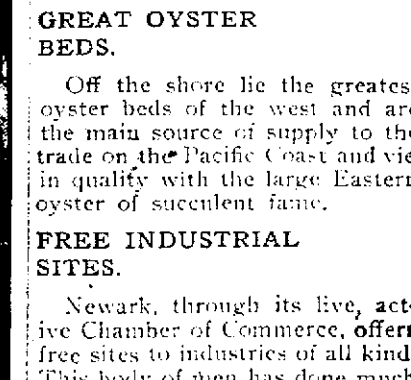 GREAT OYSTER
BEDS.
Off the shore lie the greates
oyster beds of the west and are
the main source of supply to the
trade on the Pacific Coast and vie
in quality with the large Eastern
oyster of succulent fame.
FREE INDUSTRIAL
SITES.
Newark, through its live, act-
ive Chamber of Commerce, offers
free sites to industries of all kind
This body of men has done much